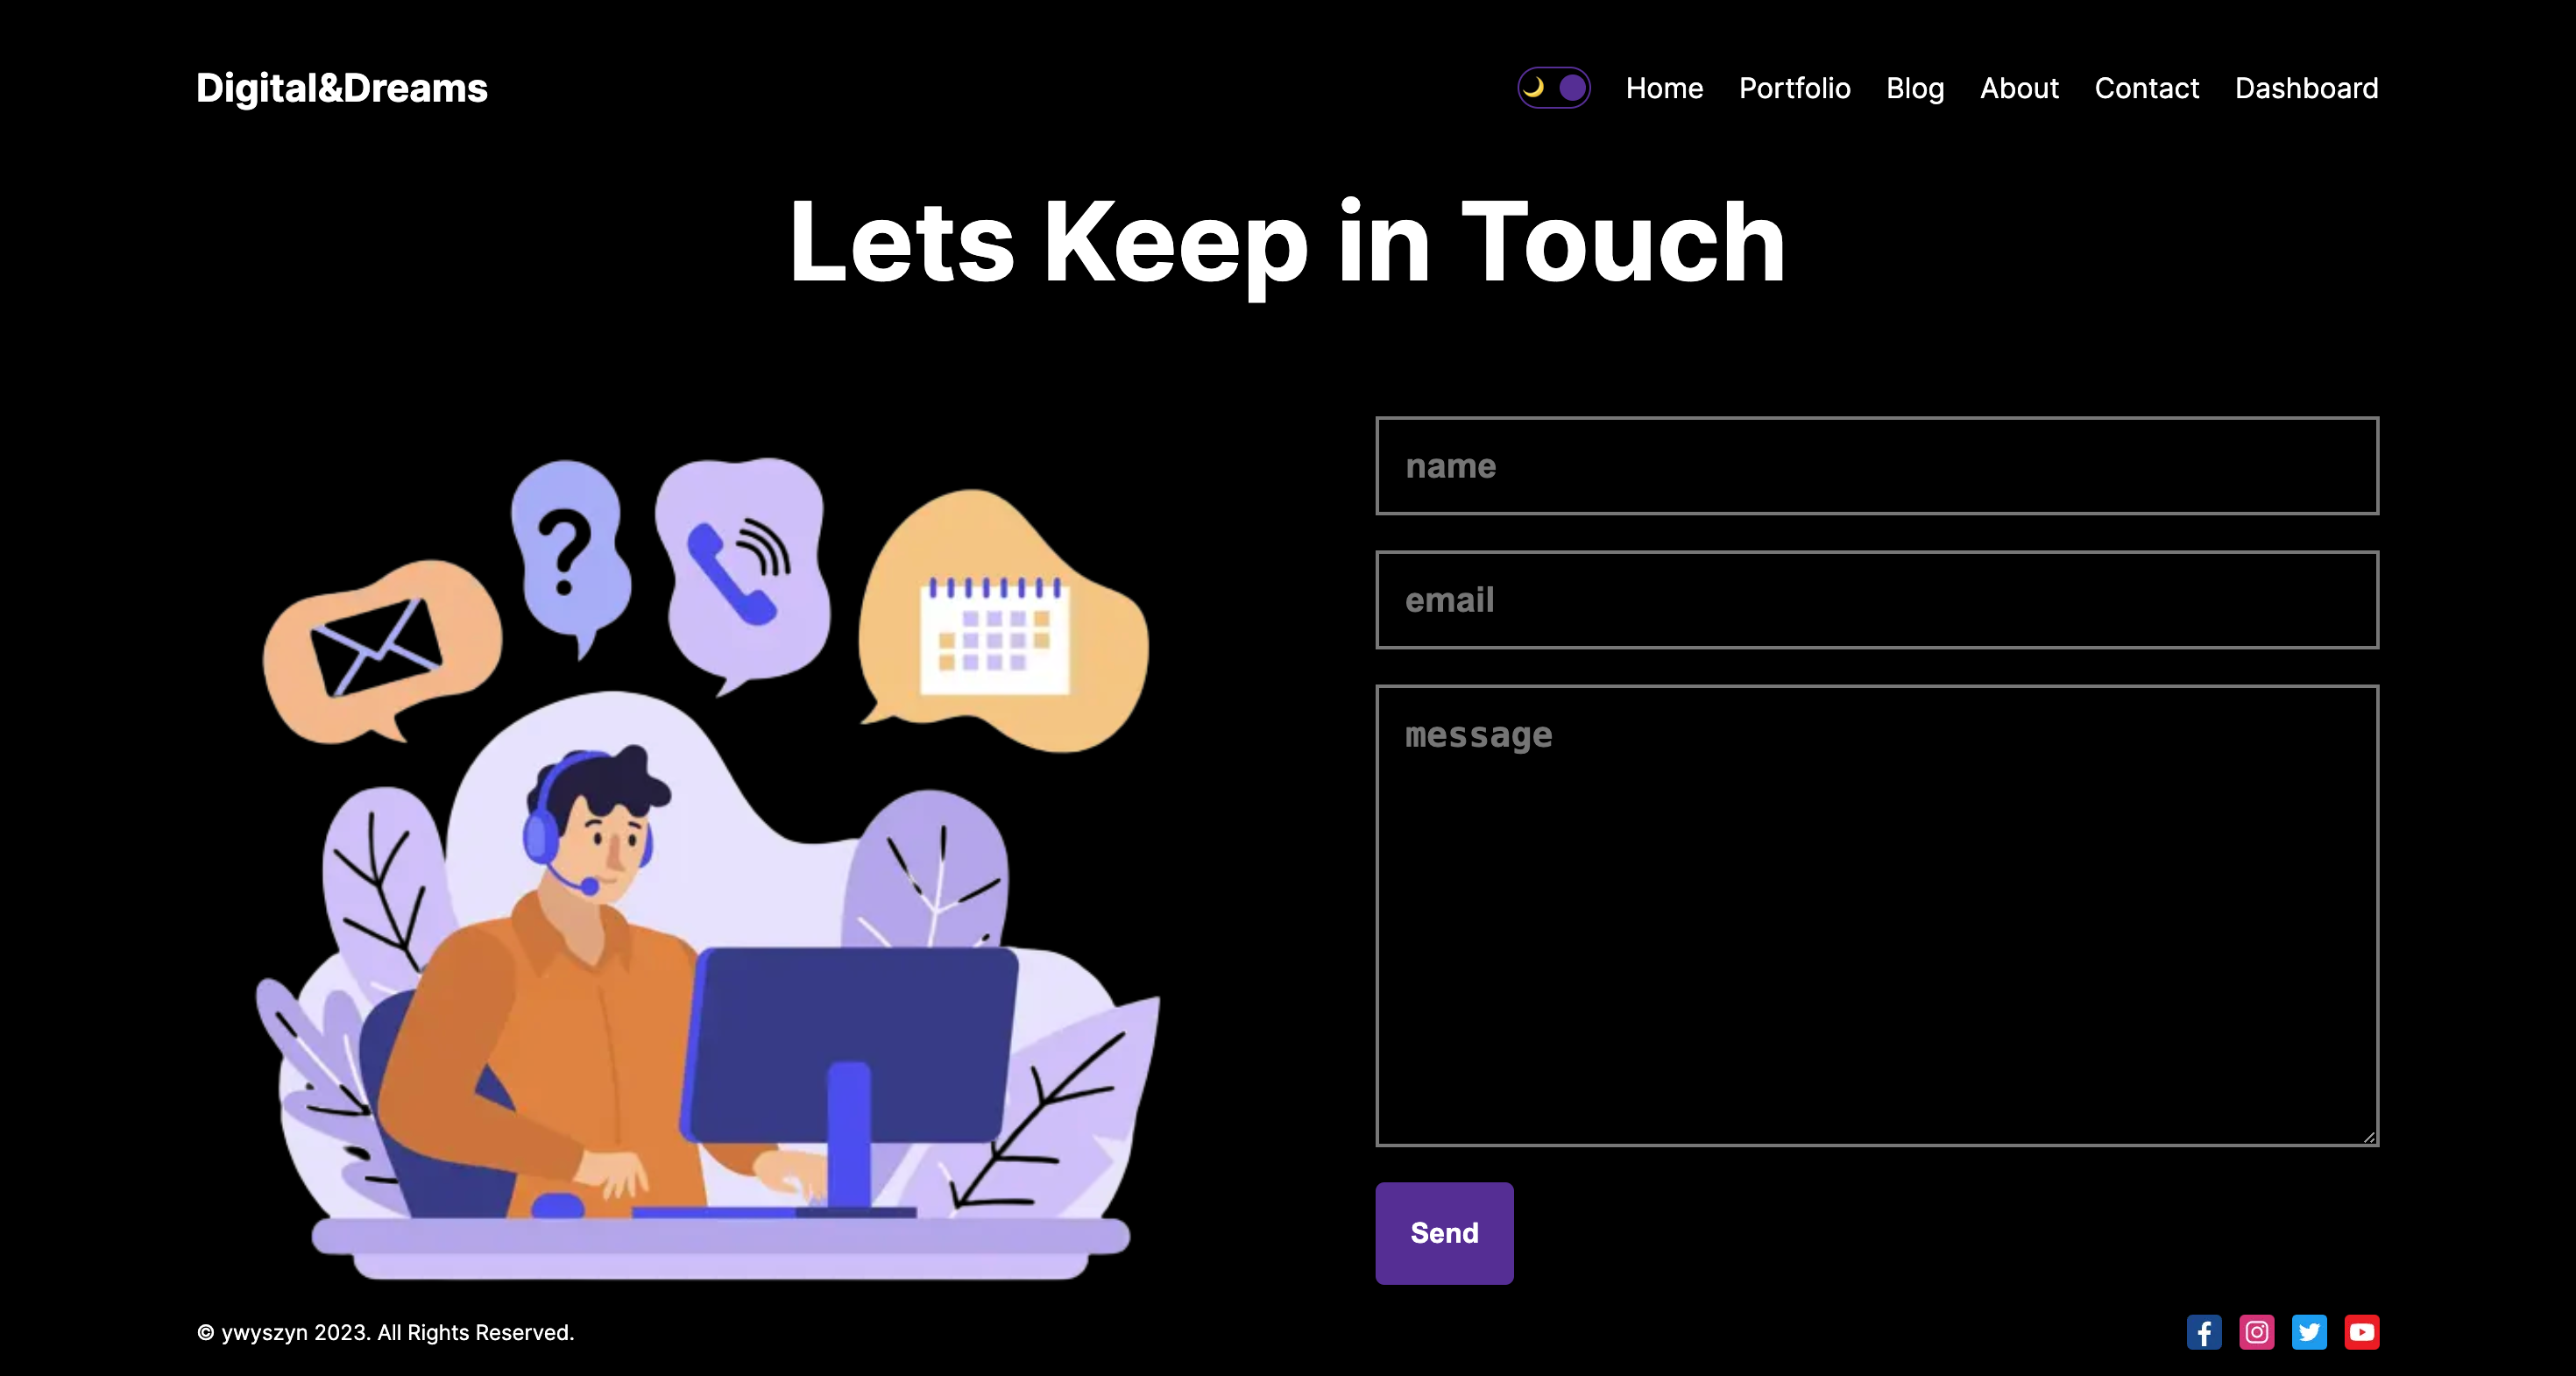 Digital&Dreams
Home Portfolio Blog About Contact Dashboard
Lets Keep in Touch
?
name
email
message
Send
© ywyszyn 2023. All Rights Reserved.